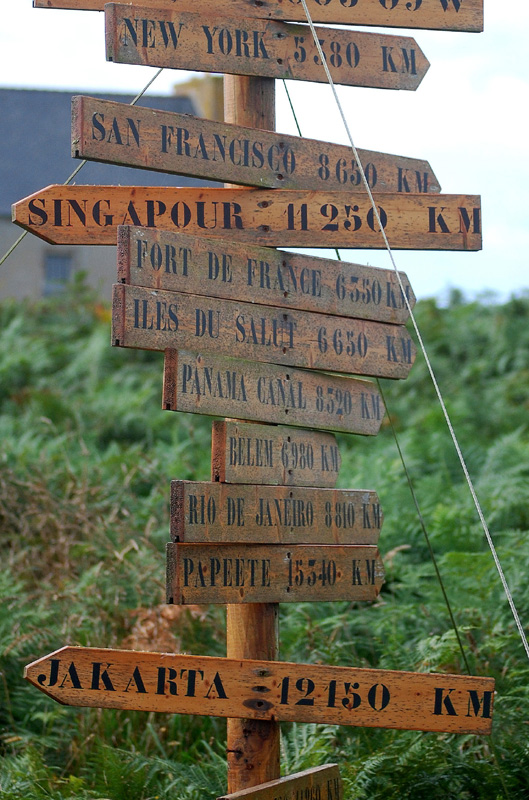 NEW YORK 5580 KM
SAN FRANCISCO 8650 KM
SINGAPOUR 11250 KM
FORT DE FRANCE 6550 KM
ILES DU SALUT 6650 KM
PANAMA CANAL 8520 KM
BELEM 6980 KM
RIO DE JANEIRO 8810 KM
PAPEETE 15540 KM
JAKARTA 12150 KM